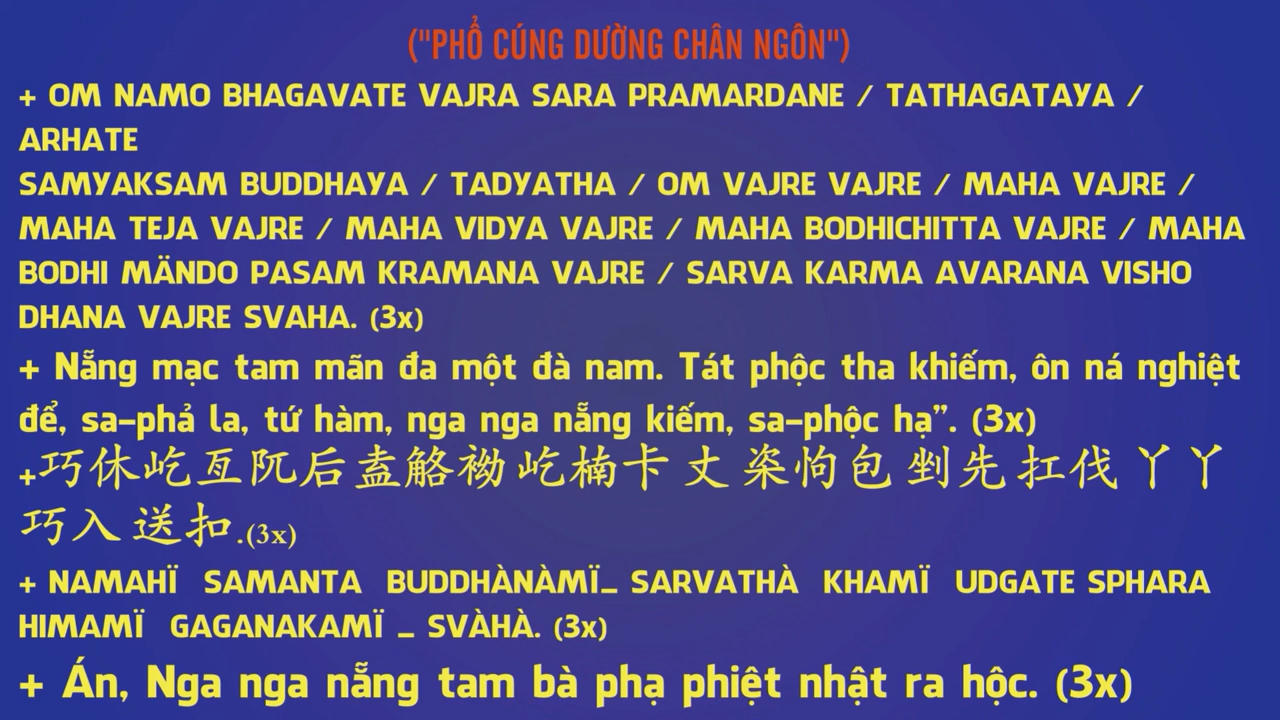 ("PHỔ CÚNG DƯỜNG CHÂN NGÔN")
+ OM NAMO BHAGAVATE VAJRA SARA PRAMARDANE / TATHAGATAYA /
ARHATE
SAMYAKSAM BUDDHAYA / TADYATHA / OM VAJRE VAJRE / MAHA VAJRE /
MAHA TEJA VAJRE / MAHA VIDYA VAJRE / MAHA BODHICHITTA VAJRE / MAHA
BODHI MÄNDO PASAM KRAMANA VAJRE / SARVA KARMA AVARANA VISHO
DHANA VAJRE SVAHA. (3x)
+ Nẵng mạc tam mãn đa một đà nam. Tát phộc tha khiếm, ôn ná nghiệt
để, sa-phả la, tứ hàm, nga nga nẵng kiếm, sa-phộc hạ”. (3x)
+巧休屹亙阢后盍觡袎 屹楠卡 丈 栥怐包 剉先 扛伐 丫丫
巧入 送扣.(3x)
+ NAMAHÏ SAMANTA BUDDHÀNÀMÏ_ SARVATHÀ KHAMÏ UDGATE SPHARA
HIMAMÏ GAGANAKAMÏ _ SVÀHÀ. (3x)
+ Án, Nga nga nẵng tam bà phạ phiệt nhật ra hộc. (3x)